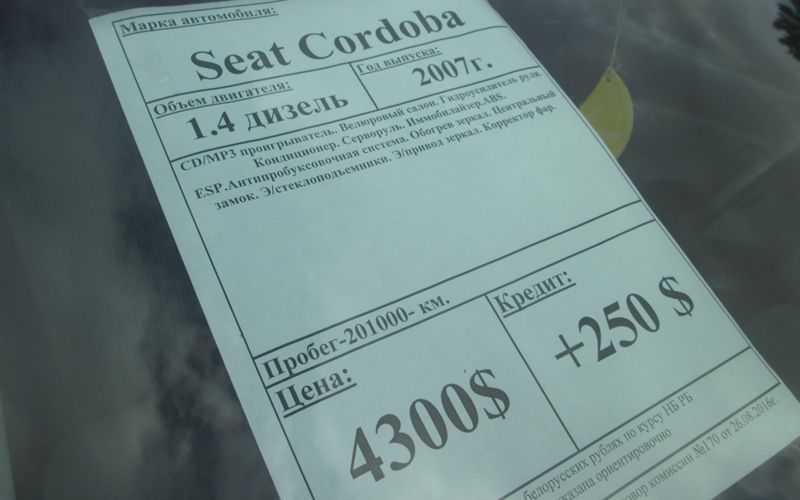 Марка автомобиля:
Seat Cordoba
Объем двигателя:
1.4 дизель
Год выпуска:
2007г.
CD/MP3 проигрыватель. Велюровый салон. Гидроусилитель руля.
Кондиционер. Серворуль. Иммобилайзер.ABS.
ESP.Антипробуксовочная система. Обогрев зеркал. Центральный
замок. Э/стеклоподъемники. Э/привод зеркал. Корректор фар.
Пробег-201000- км.
Цена:
4300$
Кредит:
+250 $
белорусских рублях по курсу НБ РБ
указана ориентировочно
комиссии №170 от 26.08.2016г.